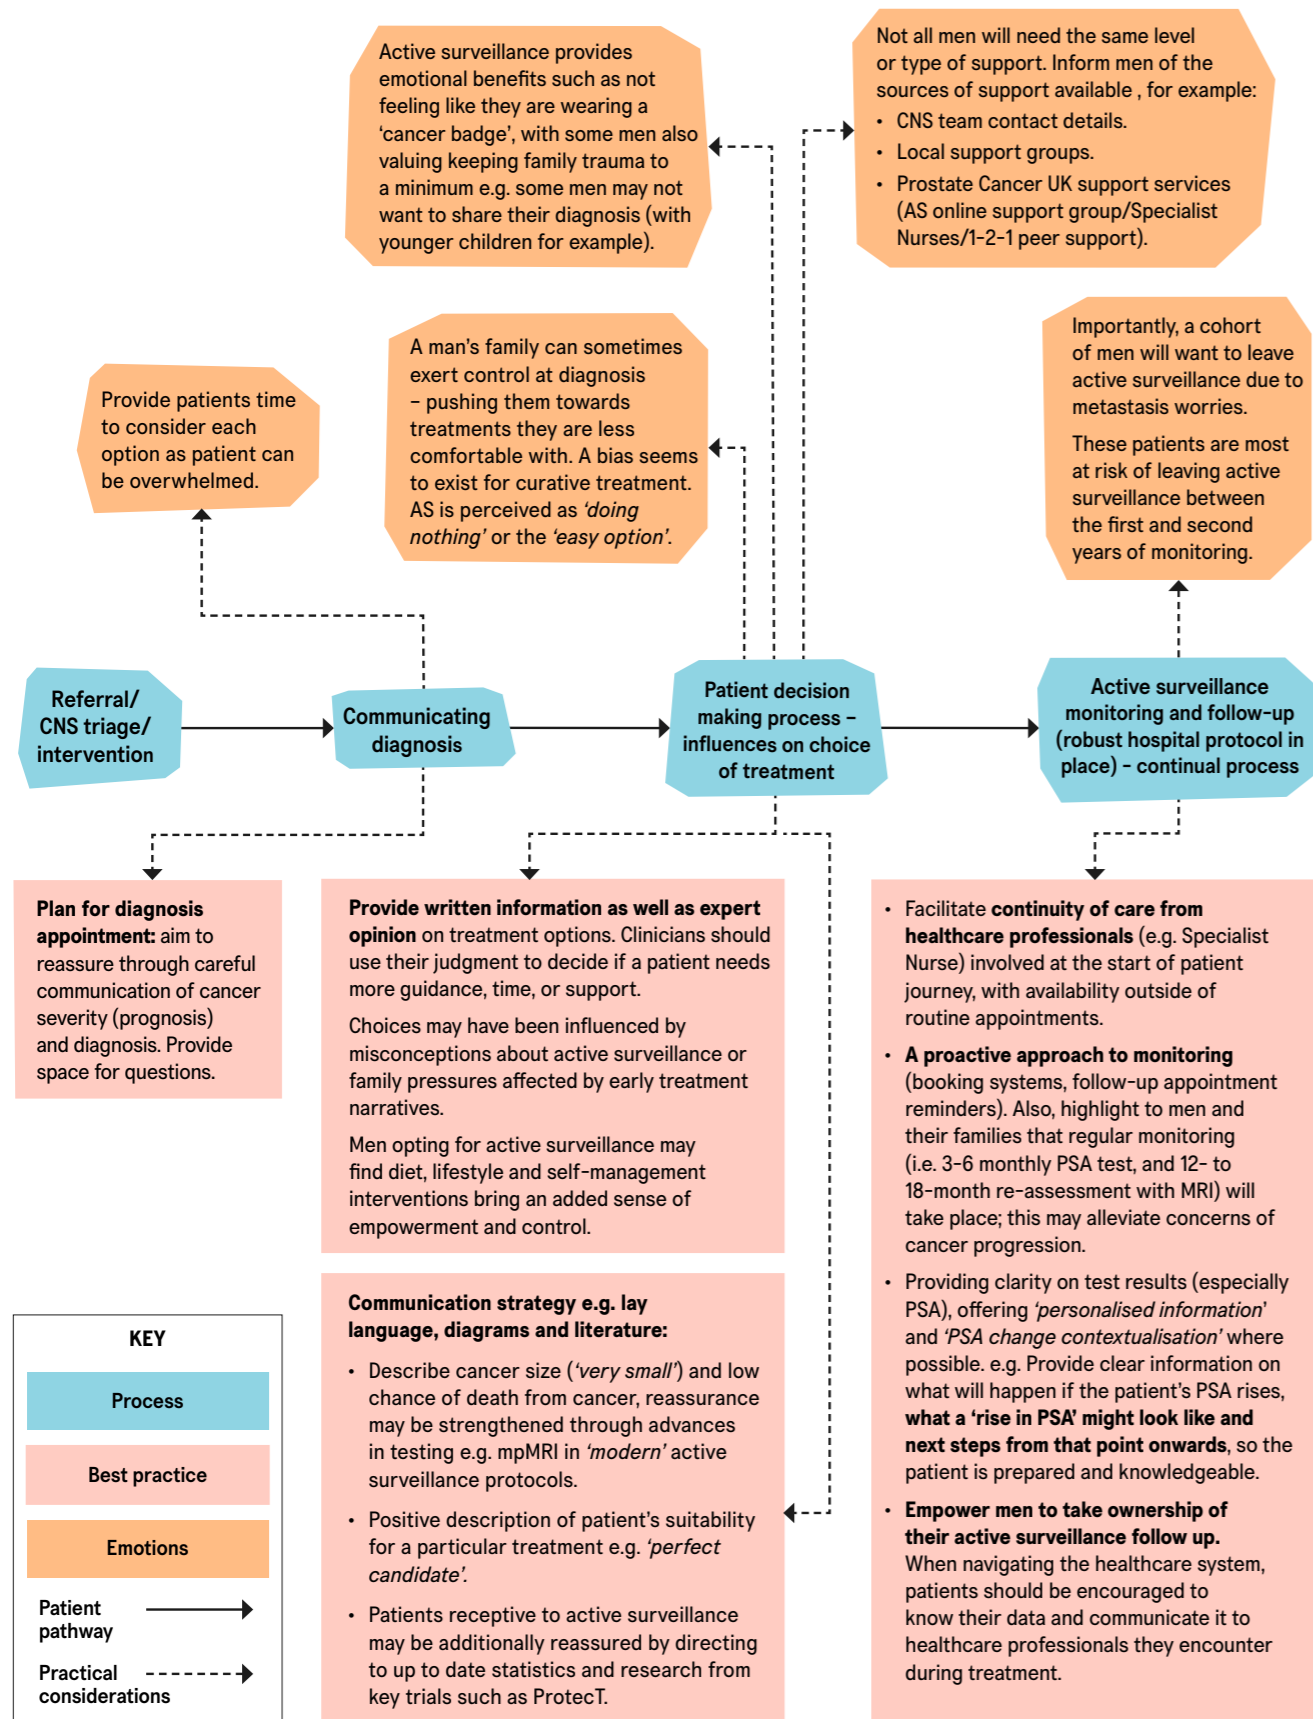 Active surveillance provides
emotional benefits such as not
feeling like they are wearing a
‘cancer badge’, with some men also
valuing keeping family trauma to
a minimum e.g. some men may not
want to share their diagnosis (with
younger children for example).
Not all men will need the same level
or type of support. Inform men of the
sources of support available , for example:
• CNS team contact details.
• Local support groups.
• Prostate Cancer UK support services
(AS online support group/Specialist
Nurses/1-2-1 peer support).
Provide patients time
to consider each
option as patient can
be overwhelmed.
A man’s family can sometimes
exert control at diagnosis
– pushing them towards
treatments they are less
comfortable with. A bias seems
to exist for curative treatment.
AS is perceived as ‘doing
nothing’ or the ‘easy option’.
Importantly, a cohort
of men will want to leave
active surveillance due to
metastasis worries.
These patients are most
at risk of leaving active
surveillance between
the first and second
years of monitoring.
Referral/
CNS triage/
intervention
Communicating
diagnosis
Patient decision
making process –
influences on choice
of treatment
Active surveillance
monitoring and follow-up
(robust hospital protocol in
place) – continual process
Plan for diagnosis
appointment: aim to
reassure through careful
communication of cancer
severity (prognosis)
and diagnosis. Provide
space for questions.
Provide written information as well as expert
opinion on treatment options. Clinicians should
use their judgment to decide if a patient needs
more guidance, time, or support.
Choices may have been influenced by
misconceptions about active surveillance or
family pressures affected by early treatment
narratives.
Men opting for active surveillance may
find diet, lifestyle and self-management
interventions bring an added sense of
empowerment and control.
Communication strategy e.g. lay
language, diagrams and literature:
• Describe cancer size (‘very small’) and low
chance of death from cancer, reassurance
may be strengthened through advances
in testing e.g. mpMRI in ‘modern’ active
surveillance protocols.
• Positive description of patient’s suitability
for a particular treatment e.g. ‘perfect
candidate’.
• Patients receptive to active surveillance
may be additionally reassured by directing
to up to date statistics and research from
key trials such as ProtecT.
• Facilitate continuity of care from
healthcare professionals (e.g. Specialist
Nurse) involved at the start of patient
journey, with availability outside of
routine appointments.
• A proactive approach to monitoring
(booking systems, follow-up appointment
reminders). Also, highlight to men and
their families that regular monitoring
(i.e. 3-6 monthly PSA test, and 12- to
18-month re-assessment with MRI) will
take place; this may alleviate concerns of
cancer progression.
• Providing clarity on test results (especially
PSA), offering ‘personalised information’
and ‘PSA change contextualisation’ where
possible. e.g. Provide clear information on
what will happen if the patient’s PSA rises,
what a ‘rise in PSA’ might look like and
next steps from that point onwards, so the
patient is prepared and knowledgeable.
• Empower men to take ownership of
their active surveillance follow up.
When navigating the healthcare system,
patients should be encouraged to
know their data and communicate it to
healthcare professionals they encounter
during treatment.
KEY
Process
Best practice
Emotions
Patient
pathway
Practical
considerations